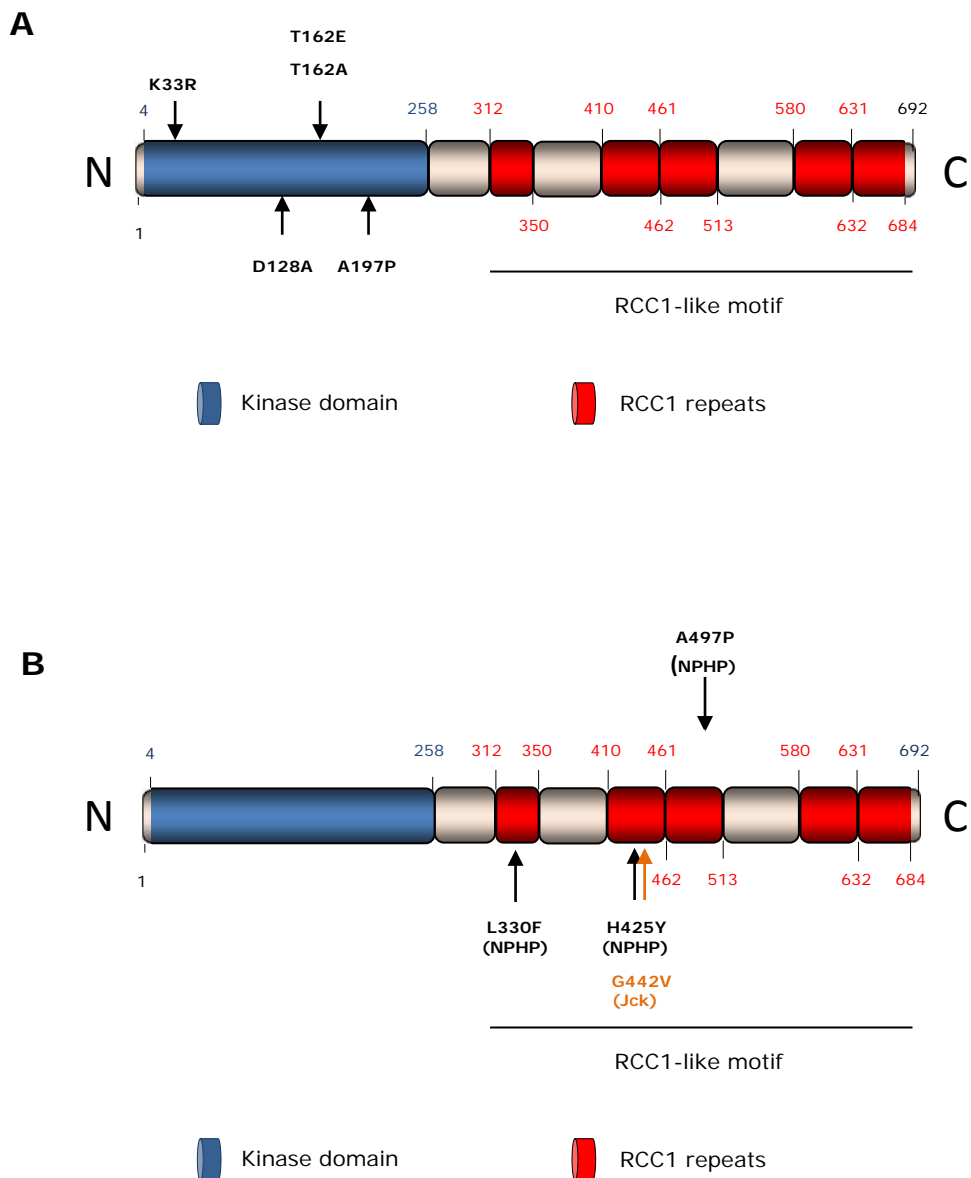 A
T162E
T162A
K33R
4 258 312 410 461 580 631 692
N C
1 350 462 513 632 684
D128A A197P
RCC1-like motif
Kinase domain RCC1 repeats
A497P
(NPHP)
B
4 258 312 350 410 461 580 631 692
N C
1 462 513 632 684
L330F H425Y
(NPHP) (NPHP)
G442V
(Jck)
RCC1-like motif
Kinase domain RCC1 repeats